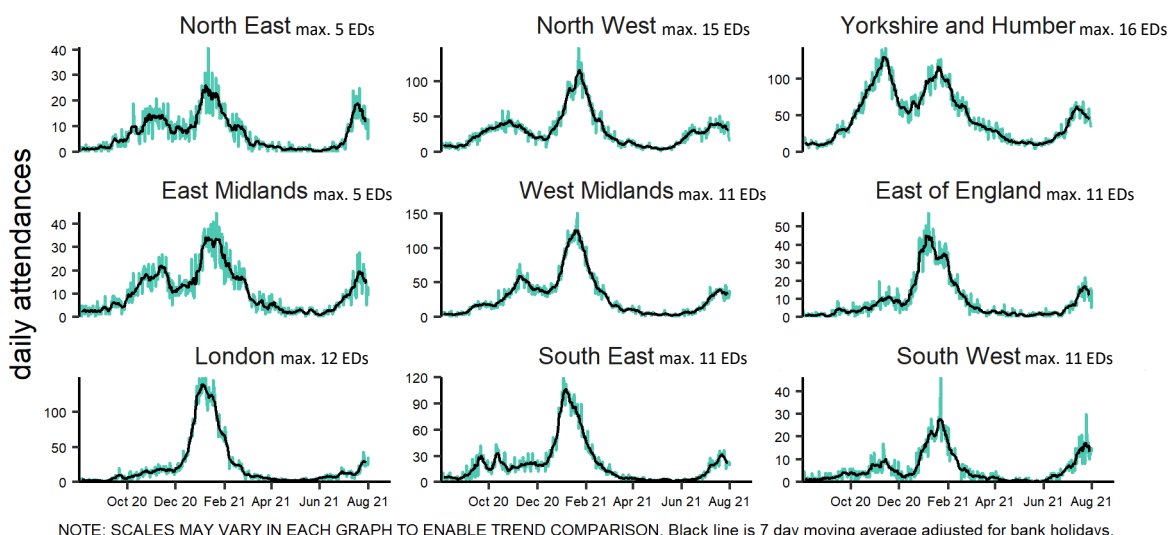 North East max. 5 EDs
North West max. 15 EDs
Yorkshire and Humber max. 16 EDs
40
30
20
10
0
100
50
0
100
50
0
daily attendances
East Midlands max. 5 EDs
West Midlands max. 11 EDs
East of England max. 11 EDs
40
30
20
10
0
150
100
50
0
50
40
30
20
10
0
London max. 12 EDs
South East max. 11 EDs
South West max. 11 EDs
100
50
0
120
90
60
30
0
40
30
20
10
0
Oct 20 Dec 20 Feb 21 Apr 21 Jun 21 Aug 21
Oct 20 Dec 20 Feb 21 Apr 21 Jun 21 Aug 21
Oct 20 Dec 20 Feb 21 Apr 21 Jun 21 Aug 21
NOTE: SCALES MAY VARY IN EACH GRAPH TO ENABLE TREND COMPARISON. Black line is 7 day moving average adjusted for bank holidays.